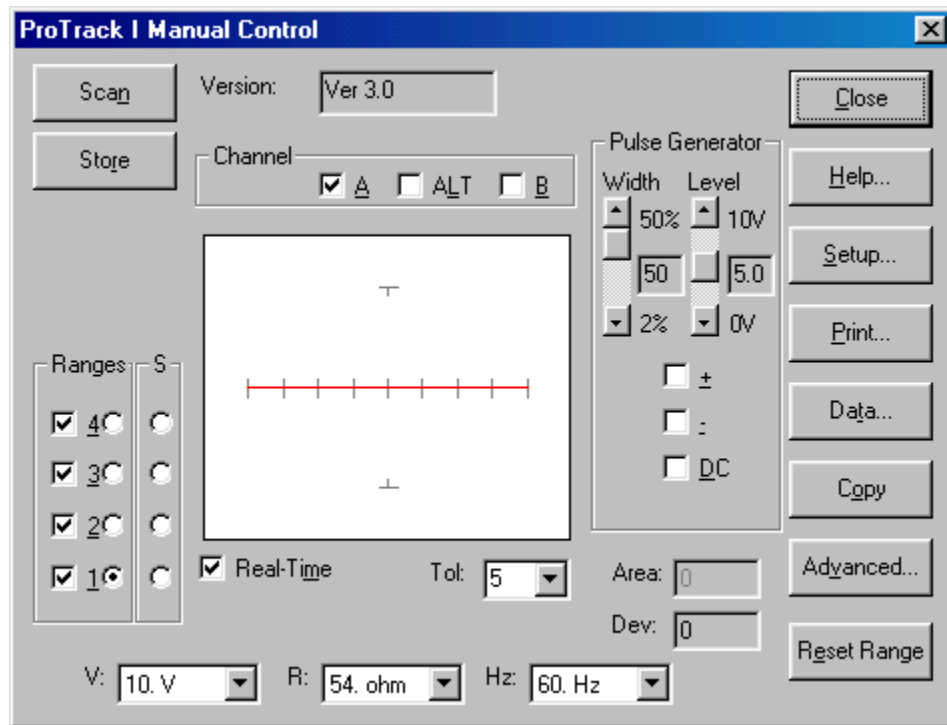 ProTrack I Manual Control
Scan
Version:
Ver 3.0
Close
Store
Channel
A
ALT
B
Pulse Generator
Width
Level
50%
10V
50
5.0
2%
0V
+
-
DC
Help...
Setup...
Print...
Data...
Copy
Advanced...
Reset Range
Ranges
S
4
3
2
1
Real-Time
Tol:
5
Area:
0
Dev:
0
V:
10. V
R:
54. ohm
Hz:
60. Hz